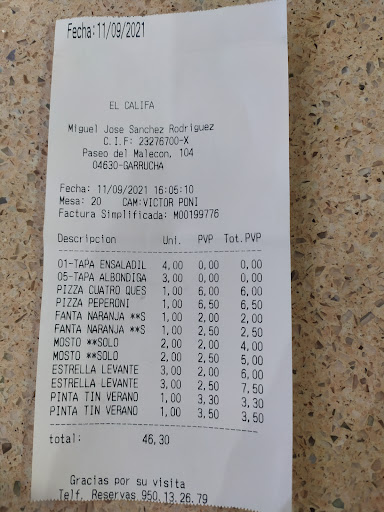 Fecha:11/09/2021
EL CALIFA
Miguel Jose Sanchez Rodriguez
C.I.F: 23276700-X
Paseo del Malecon, 104
04630-GARRUCHA
Fecha: 11/09/2021 16:05:10
Mesa: 20 CAM:VICTOR PONI
Factura Simplificada: M00199776
Descripcion Uni. PVP Tot.PVP
01-TAPA ENSALADIL 4,00 0,00 0,00
05-TAPA ALBONDIGA 3,00 0,00 0,00
PIZZA CUATRO QUES 1,00 6,00 6,00
PIZZA PEPERONI 1,00 6,50 6,50
FANTA NARANJA **S 1,00 2,00 2,00
FANTA NARANJA **S 1,00 2,50 2,50
MOSTO **SOLO 2,00 2,00 4,00
MOSTO **SOLO 2,00 2,50 5,00
ESTRELLA LEVANTE 3,00 2,00 6,00
ESTRELLA LEVANTE 3,00 2,50 7,50
PINTA TIN VERANO 1,00 3,30 3,30
PINTA TIN VERANO 1,00 3,50 3,50
total: 46,30
Gracias por su visita
Telf. Reservas 950.13.26.79